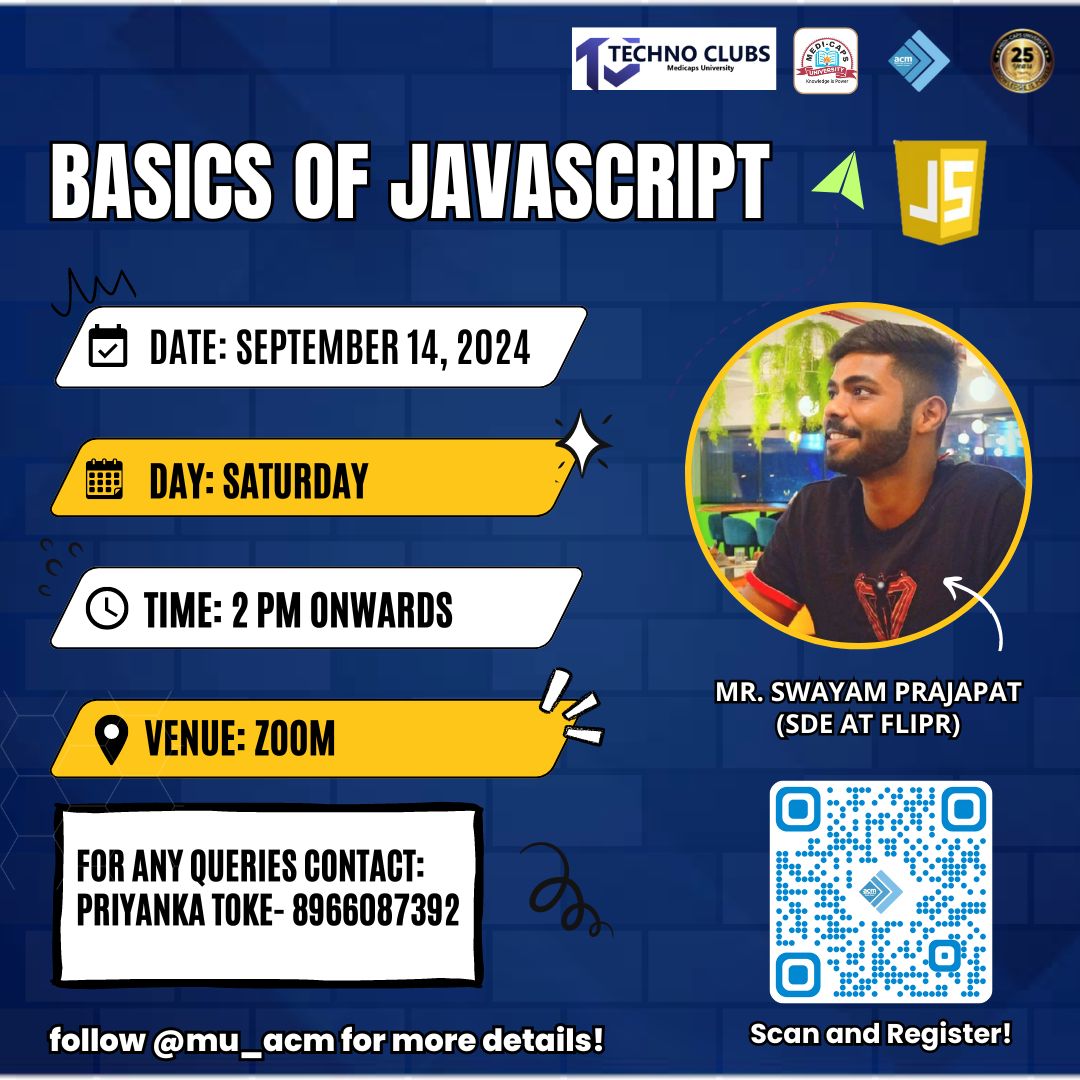 TECHNO CLUBS
Medicaps University
MEDI-CAPS
UNIVERSITY
Knowledge is Power
acm
25
Years
BASICS OF JAVASCRIPT
JS
DATE: SEPTEMBER 14, 2024
DAY: SATURDAY
TIME: 2 PM ONWARDS
VENUE: ZOOM
MR. SWAYAM PRAJAPAT
(SDE AT FLIPR)
FOR ANY QUERIES CONTACT:
PRIYANKA TOKE- 8966087392
acm
follow @mu_acm for more details!
Scan and Register!